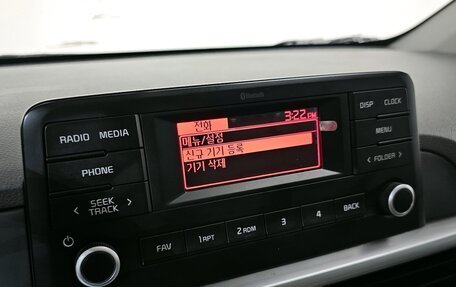 Bluetooth
전화
3:22 PM
메뉴/설정
신규 기기 등록
기기 삭제
RADIO MEDIA
PHONE
SEEK
TRACK
DISP CLOCK
MENU
FOLDER
FAV
1 RPT
2 RDM
3
4
BACK